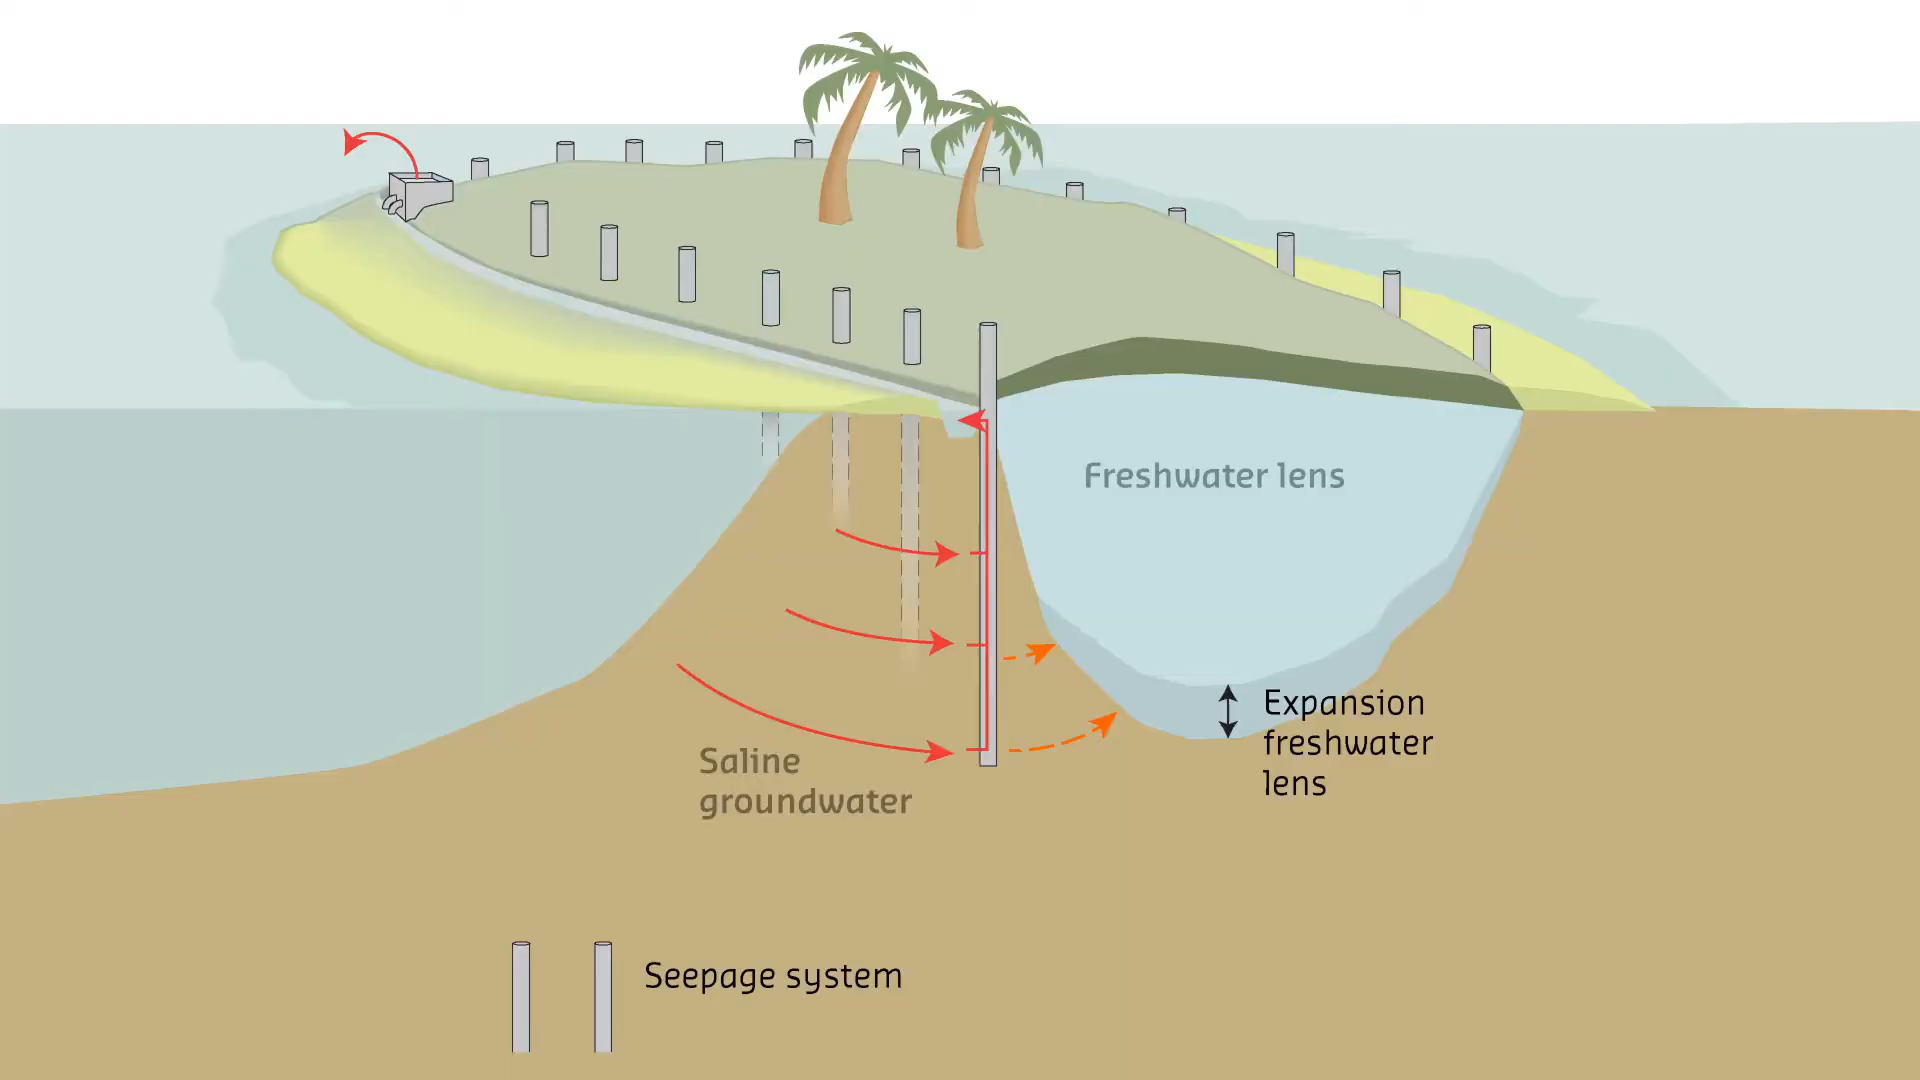 Freshwater lens
Expansion
freshwater
lens
Saline
groundwater
Seepage system